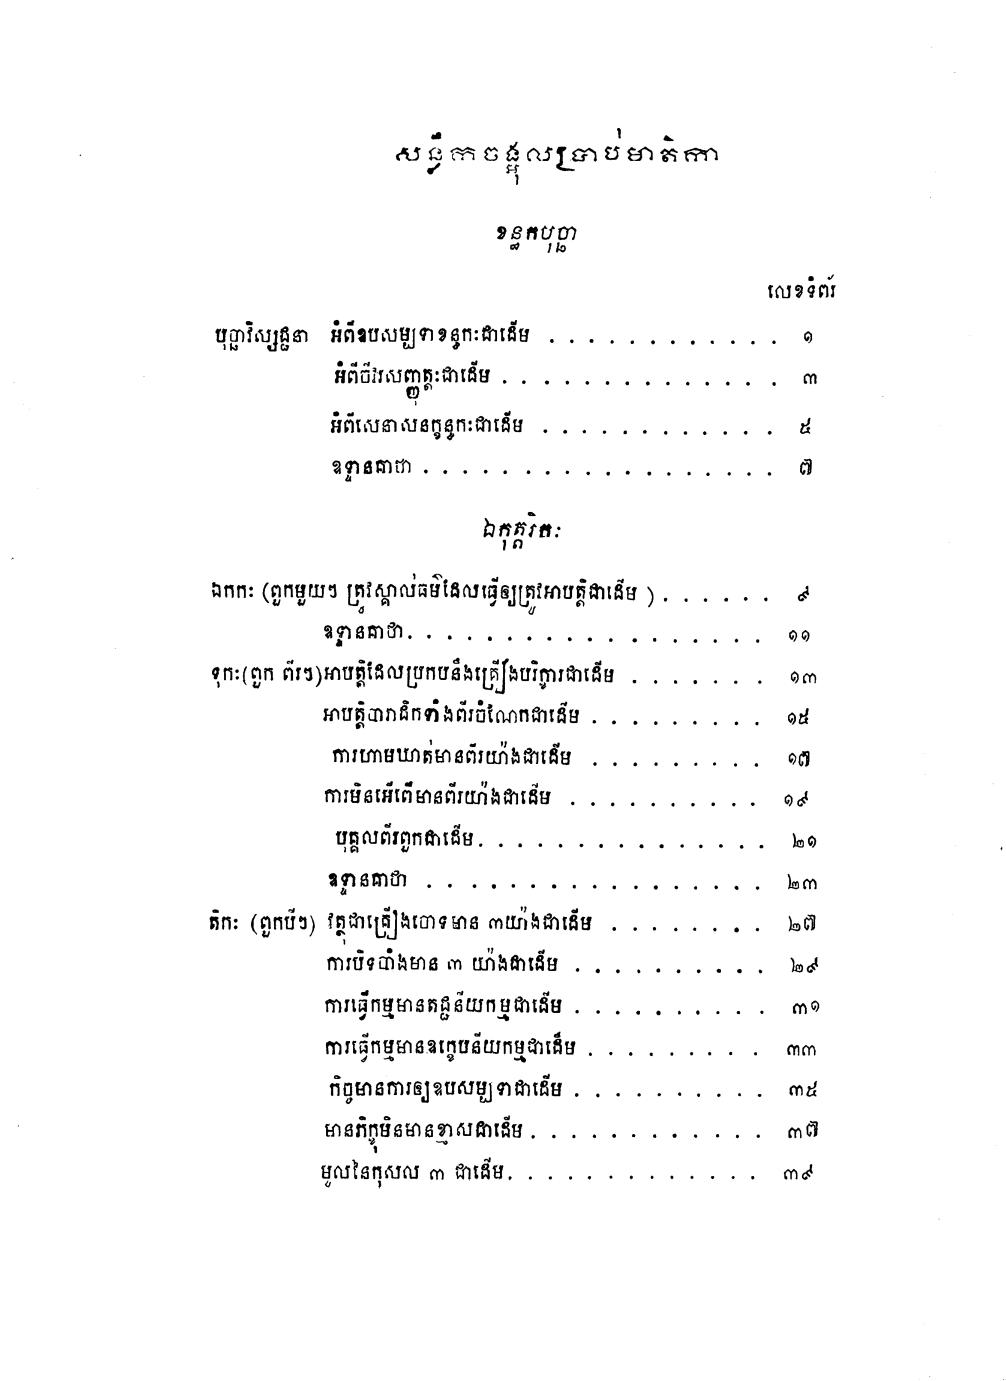 សន្ធឹកចង្អុលប្រាប់មាតិកា
ខន្ធកបុច្ឆា
លេខទំព័រ
បុច្ឆាវិស្សជ្ជនា អំពីឧបសម្បទាខន្ធកៈជាដើម . . . . . . . . . . . . ១
អំពីចីវរសញ្ញុត្តៈជាដើម . . . . . . . . . . . . . . ៣
អំពីសេនាសនក្ខន្ធកៈជាដើម . . . . . . . . . . . . ៥
ឧទ្ទានគាថា . . . . . . . . . . . . . . . . . . ៧
ឯកុត្តរិកៈ
ឯកកៈ (ពួកមួយៗ ត្រូវស្គាល់ធម៌ដែលធ្វើឲ្យត្រូវអាបត្តិជាដើម ) . . . . . . ៩
ឧទ្ទានគាថា. . . . . . . . . . . . . . . . . . ១១
ទុកៈ(ពួក ពីរៗ)អាបត្តិដែលប្រកបនឹងគ្រឿងបរិក្ខារជាដើម . . . . . . . ១៣
អាបត្តិបារាជិកទាំងពីរចំណែកជាដើម . . . . . . . . . ១៥
ការហាមឃាត់មានពីរយ៉ាងជាដើម . . . . . . . . . ១៧
ការមិនអើពើមានពីរយ៉ាងជាដើម . . . . . . . . . . ១៩
បុគ្គលពីរពួកជាដើម. . . . . . . . . . . . . . . ២១
ឧទ្ទានគាថា . . . . . . . . . . . . . . . . . ២៣
តិកៈ (ពួកបីៗ) វត្ថុជាគ្រឿងចោទមាន ៣យ៉ាងជាដើម . . . . . . . . ២៧
ការបិទបាំងមាន ៣ យ៉ាងជាដើម . . . . . . . . . . ២៩
ការធ្វើកម្មមានតជ្ជនីយកម្មជាដើម . . . . . . . . . . ៣១
ការធ្វើកម្មមានឧក្ខេបនីយកម្មជាដើម . . . . . . . . . ៣៣
កិច្ចមានការឲ្យឧបសម្បទាជាដើម . . . . . . . . . . ៣៥
មានភិក្ខុមិនមានខ្មាសជាដើម . . . . . . . . . . . . ៣៧
មូលនៃកុសល ៣ ជាដើម. . . . . . . . . . . . . ៣៩